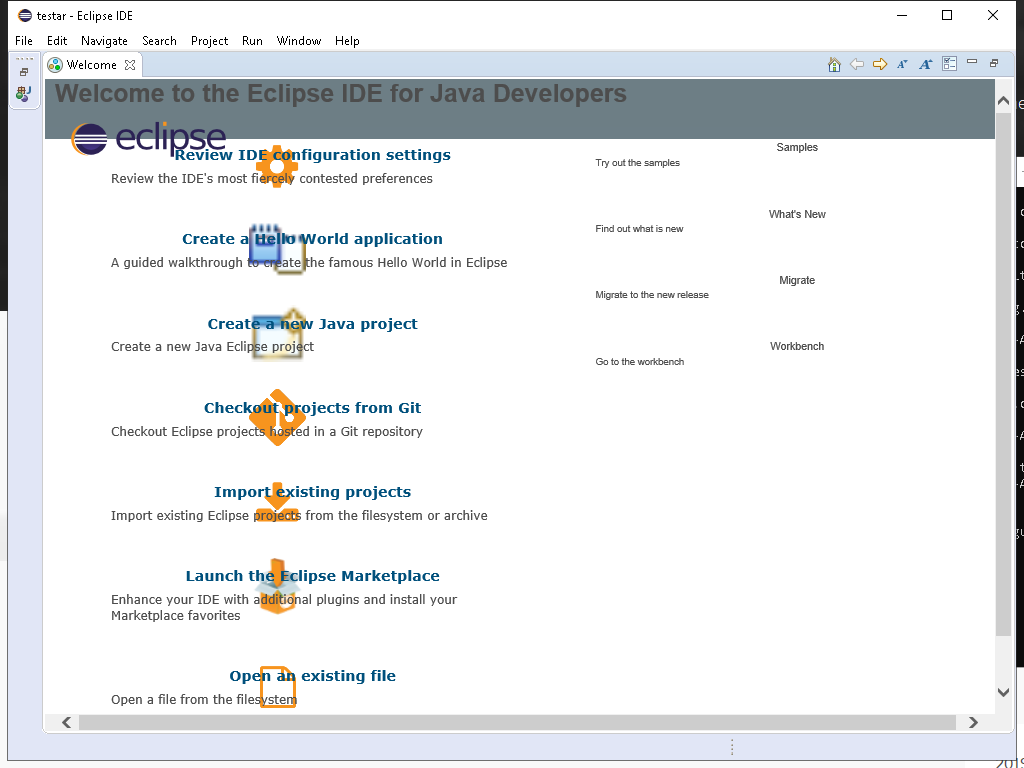 testar - Eclipse IDE
File Edit Navigate Search Project Run Window Help
Welcome
Welcome to the Eclipse IDE for Java Developers
eclipse
Review IDE configuration settings
Review the IDE's most fiercely contested preferences
Create a Hello World application
A guided walkthrough to create the famous Hello World in Eclipse
Create a new Java project
Create a new Java Eclipse project
Checkout projects from Git
Checkout Eclipse projects hosted in a Git repository
Import existing projects
Import existing Eclipse projects from the filesystem or archive
Launch the Eclipse Marketplace
Enhance your IDE with additional plugins and install your
Marketplace favorites
Open an existing file
Open a file from the filesystem
Samples
Try out the samples
What's New
Find out what is new
Migrate
Migrate to the new release
Workbench
Go to the workbench